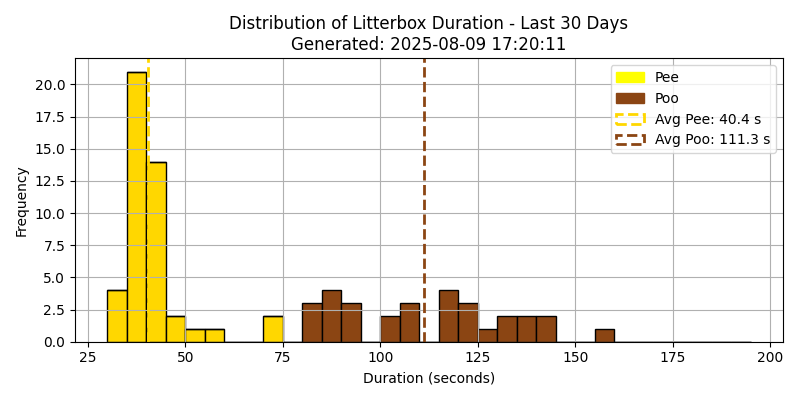 Distribution of Litterbox Duration - Last 30 Days
Generated: 2025-08-09 17:20:11
Pee
Poo
Avg Pee: 40.4 s
Avg Poo: 111.3 s
Frequency
20.0
17.5
15.0
12.5
10.0
7.5
5.0
2.5
0.0
25 50 75 100 125 150 175 200
Duration (seconds)